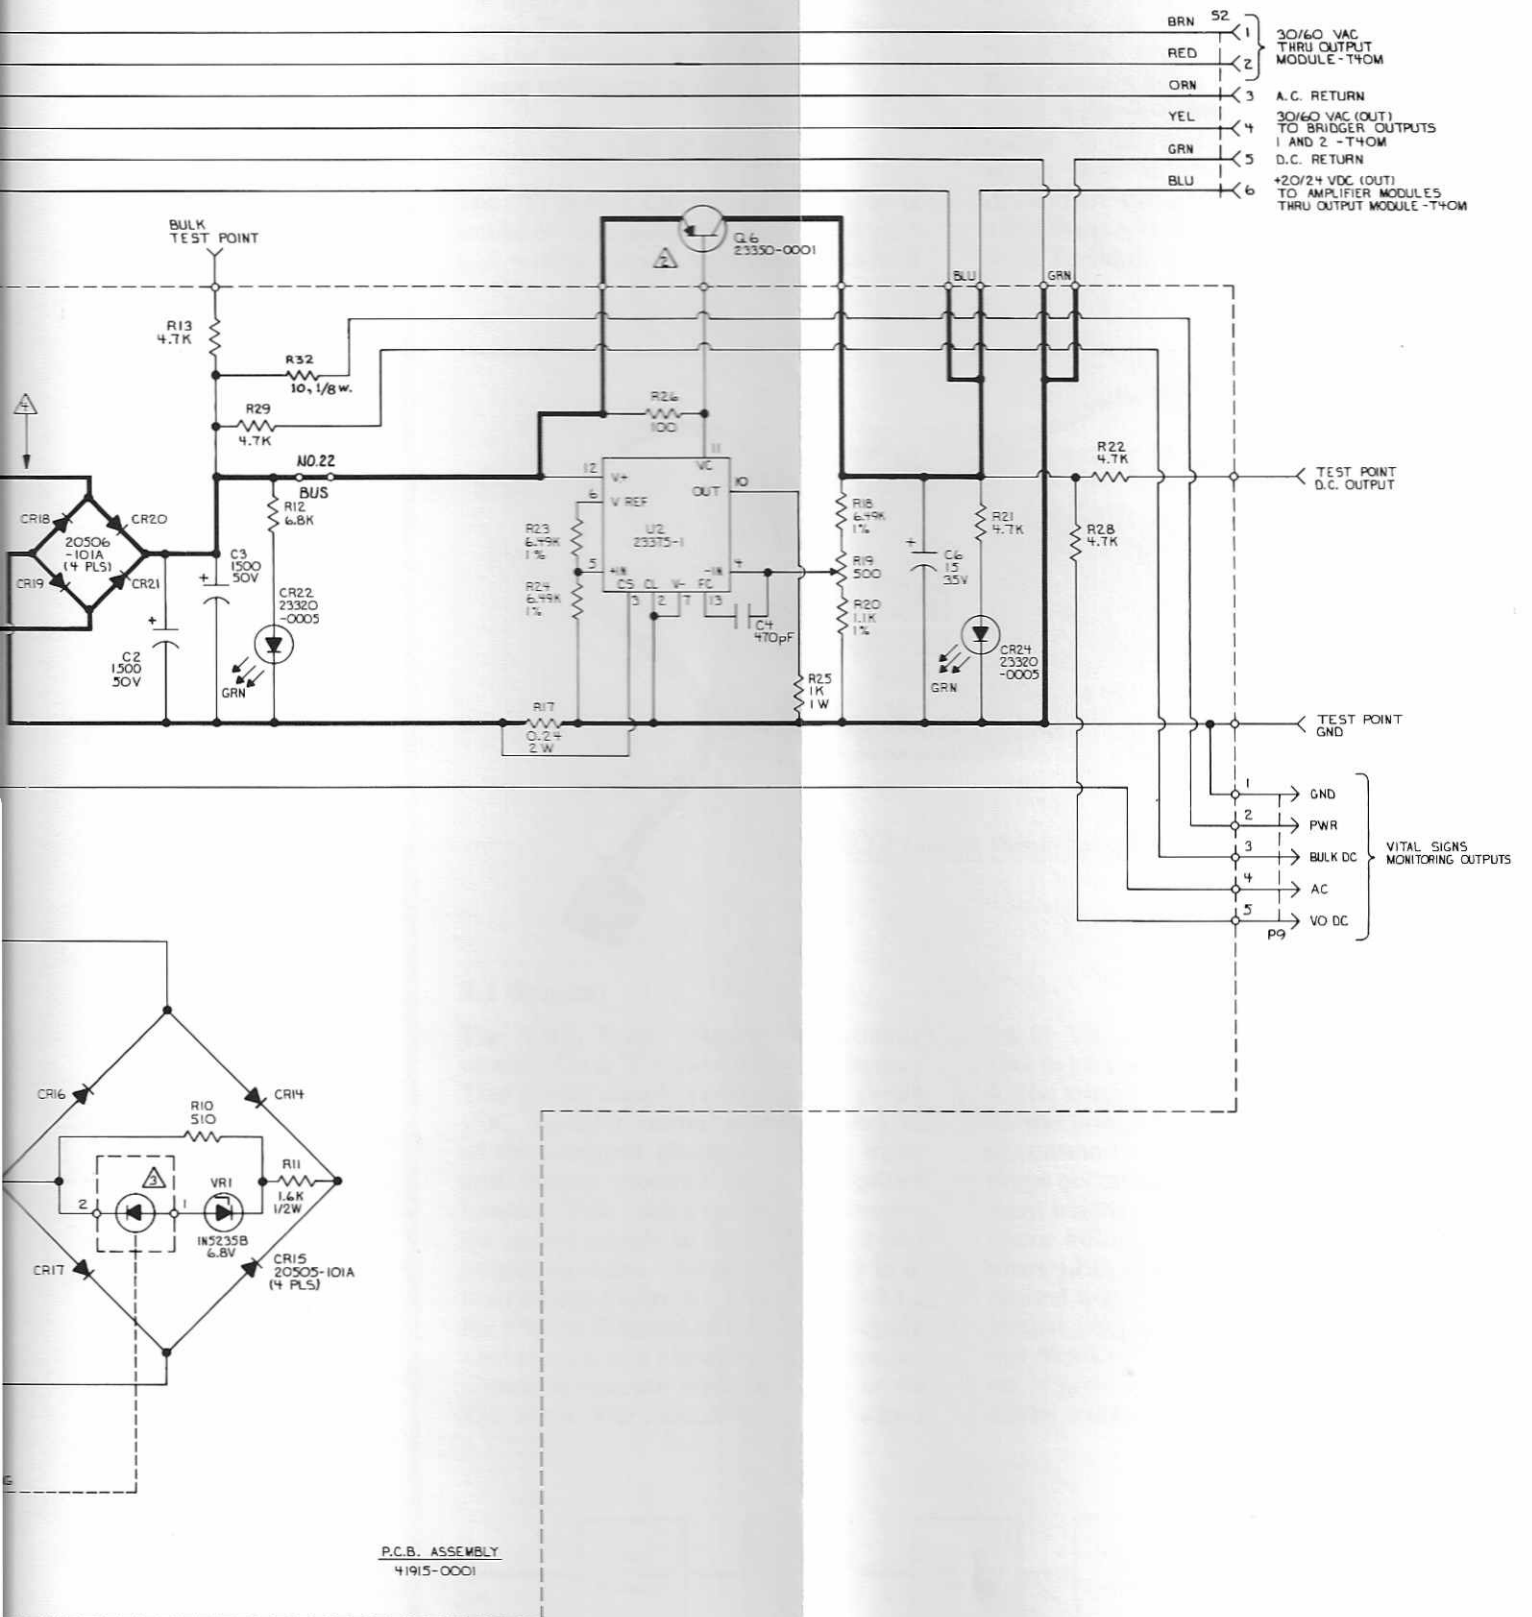 BRN
S2
1
30/60 VAC
THRU OUTPUT
MODULE-T40M
RED
2
ORN
3
A.C. RETURN
YEL
4
30/60 VAC (OUT)
TO BRIDGER OUTPUTS
1 AND 2 -T40M
GRN
5
D.C. RETURN
BLU
6
+20/24 VDC (OUT)
TO AMPLIFIER MODULES
THRU OUTPUT MODULE-T40M
BULK
TEST POINT
Q6
23350-0001
2
BLU
GRN
R13
4.7K
R32
10, 1/8 W.
R29
4.7K
4
R26
100
NO.22
BUS
R12
6.8K
CR18
CR20
20506
-101A
(4 PLS)
CR19
CR21
C3
1500
50V
+
CR22
23320
-0005
GRN
+
C2
1500
50V
12
V+
11
VC
10
OUT
6
V REF
U2
23375-1
R23
6.49K
1%
5
+IN
4
-IN
R24
6.49K
1%
CS
CL
V-
FC
3
2
7
13
C4
470pF
R17
0.24
2W
R25
1K
1W
R18
6.49K
1%
R19
500
R20
1.1K
1%
+
C6
15
35V
R21
4.7K
CR24
23320
-0005
GRN
R22
4.7K
R28
4.7K
TEST POINT
D.C. OUTPUT
TEST POINT
GND
1
GND
2
PWR
3
BULK DC
4
AC
5
VO DC
P9
VITAL SIGNS
MONITORING OUTPUTS
CR16
CR14
R10
510
3
VR1
R11
1.6K
1/2W
2
1
1N5235B
6.8V
CR17
CR15
20505-101A
(4 PLS)
G
P.C.B. ASSEMBLY
41915-0001